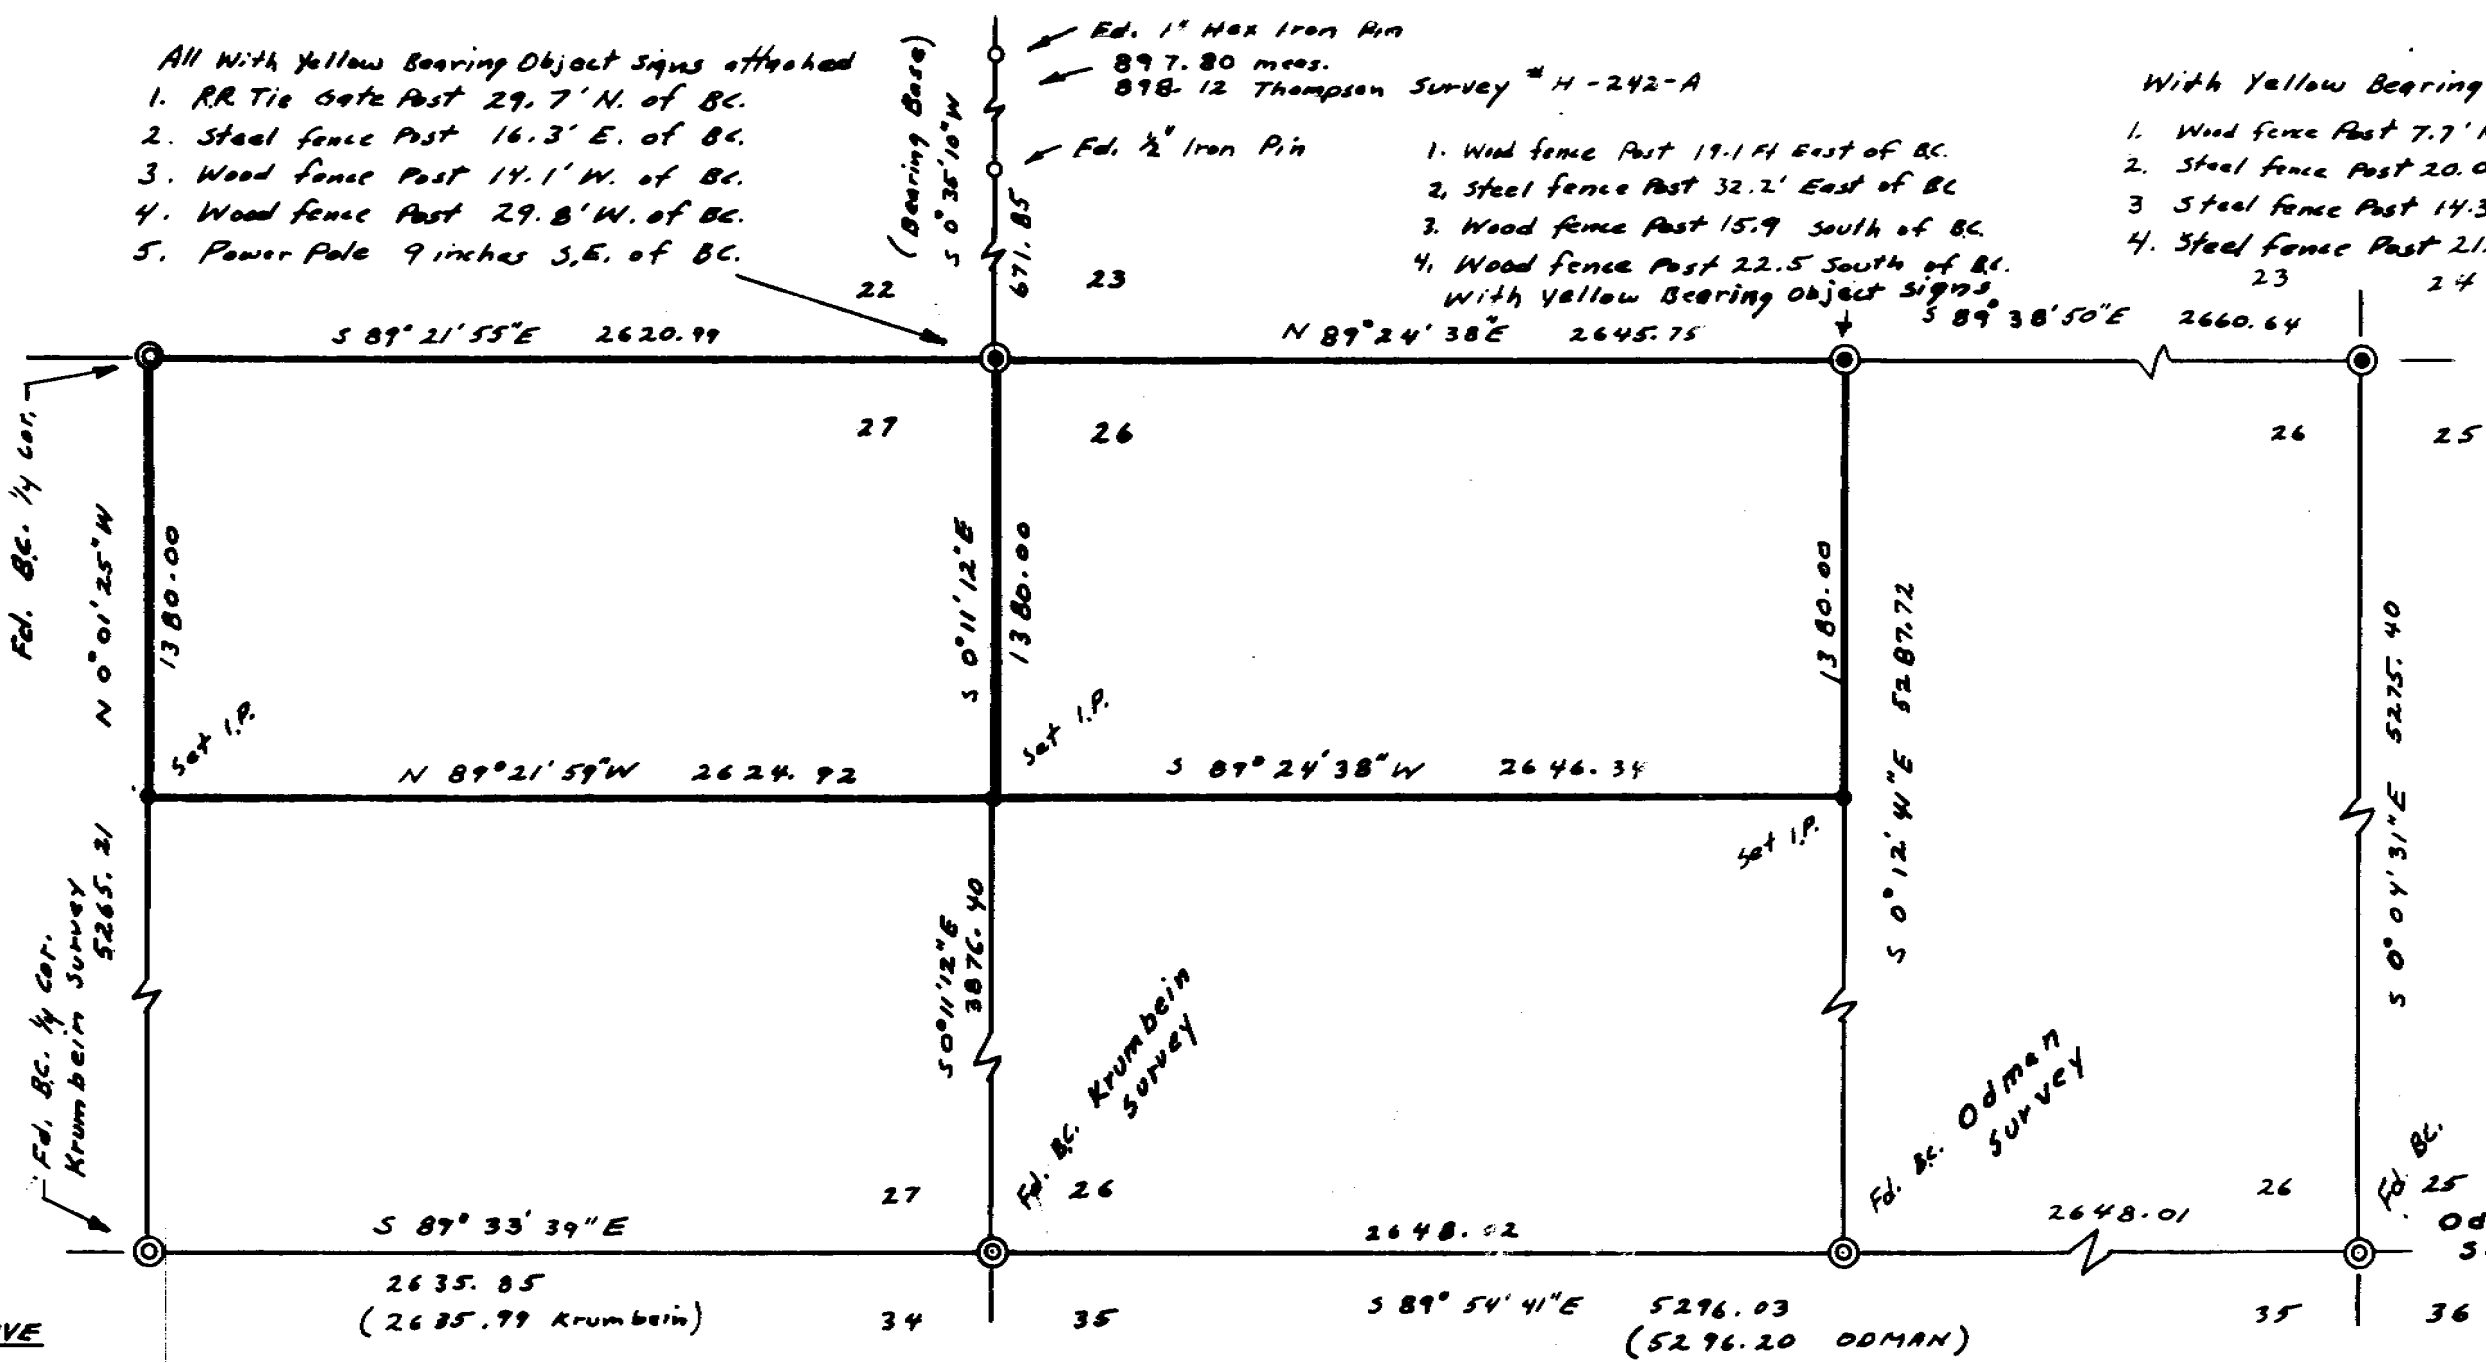 All With Yellow Bearing Object Signs attached
1. RR Tie Gate Post 29.7' N. of BC.
2. Steel fence Post 16.3' E. of BC.
3. Wood fence Post 14.1' W. of BC.
4. Wood fence Post 29.8' W. of BC.
5. Power Pole 9 inches S.E. of BC.
(Bearing Base)
S 0° 35' 10" W
671.85
Fd. 1" Hex Iron Pin
897.80 meas.
898.12 Thompson Survey # H-242-A
Fd. ½" Iron Pin
1. Wood fence Post 19.1 Ft East of BC.
2. Steel fence Post 32.2' East of BC
3. Wood fence Post 15.9 South of BC.
4. Wood fence Post 22.5 South of BC.
With Yellow Bearing Object Signs
With Yellow Bearing
1. Wood fence Post 7.7'
2. Steel fence Post 20.0
3 Steel fence Post 14.3
4. Steel fence Post 21.
22
23
23
24
S 89° 21' 55" E 2620.99
N 89° 24' 38" E 2645.75
S 89° 38' 50" E 2660.64
27
26
26
25
Fd. BC. ¼ cor.
N 0° 01' 25" W
1380.00
S 0° 11' 12" E
1380.00
1380.00
S 0° 12' 41" E 5287.72
S 0° 04' 31" E 5275.40
Set I.P.
Set I.P.
Set I.P.
N 89° 21' 59" W 2624.92
S 89° 24' 38" W 2646.34
5265.21
Fd. BC. ¼ cor.
Krumbein Survey
S 0° 11' 12" E
3876.40
Fd. BC. Krumbein
Survey
Fd. BC. Odman
Survey
Fd BC.
27
26
26
25
S 89° 33' 39" E
2648.02
2648.01
2635.85
(2635.99 Krumbein)
34
35
S 89° 54' 41" E 5296.03
(5296.20 ODMAN)
35
36